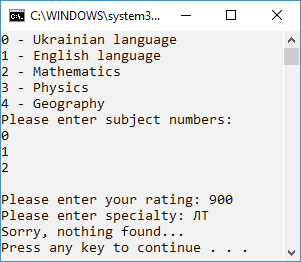 C:\WINDOWS\system3...
0 - Ukrainian language
1 - English language
2 - Mathematics
3 - Physics
4 - Geography
Please enter subject numbers:
0
1
2
Please enter your rating: 900
Please enter specialty: ЛТ
Sorry, nothing found...
Press any key to continue . . .